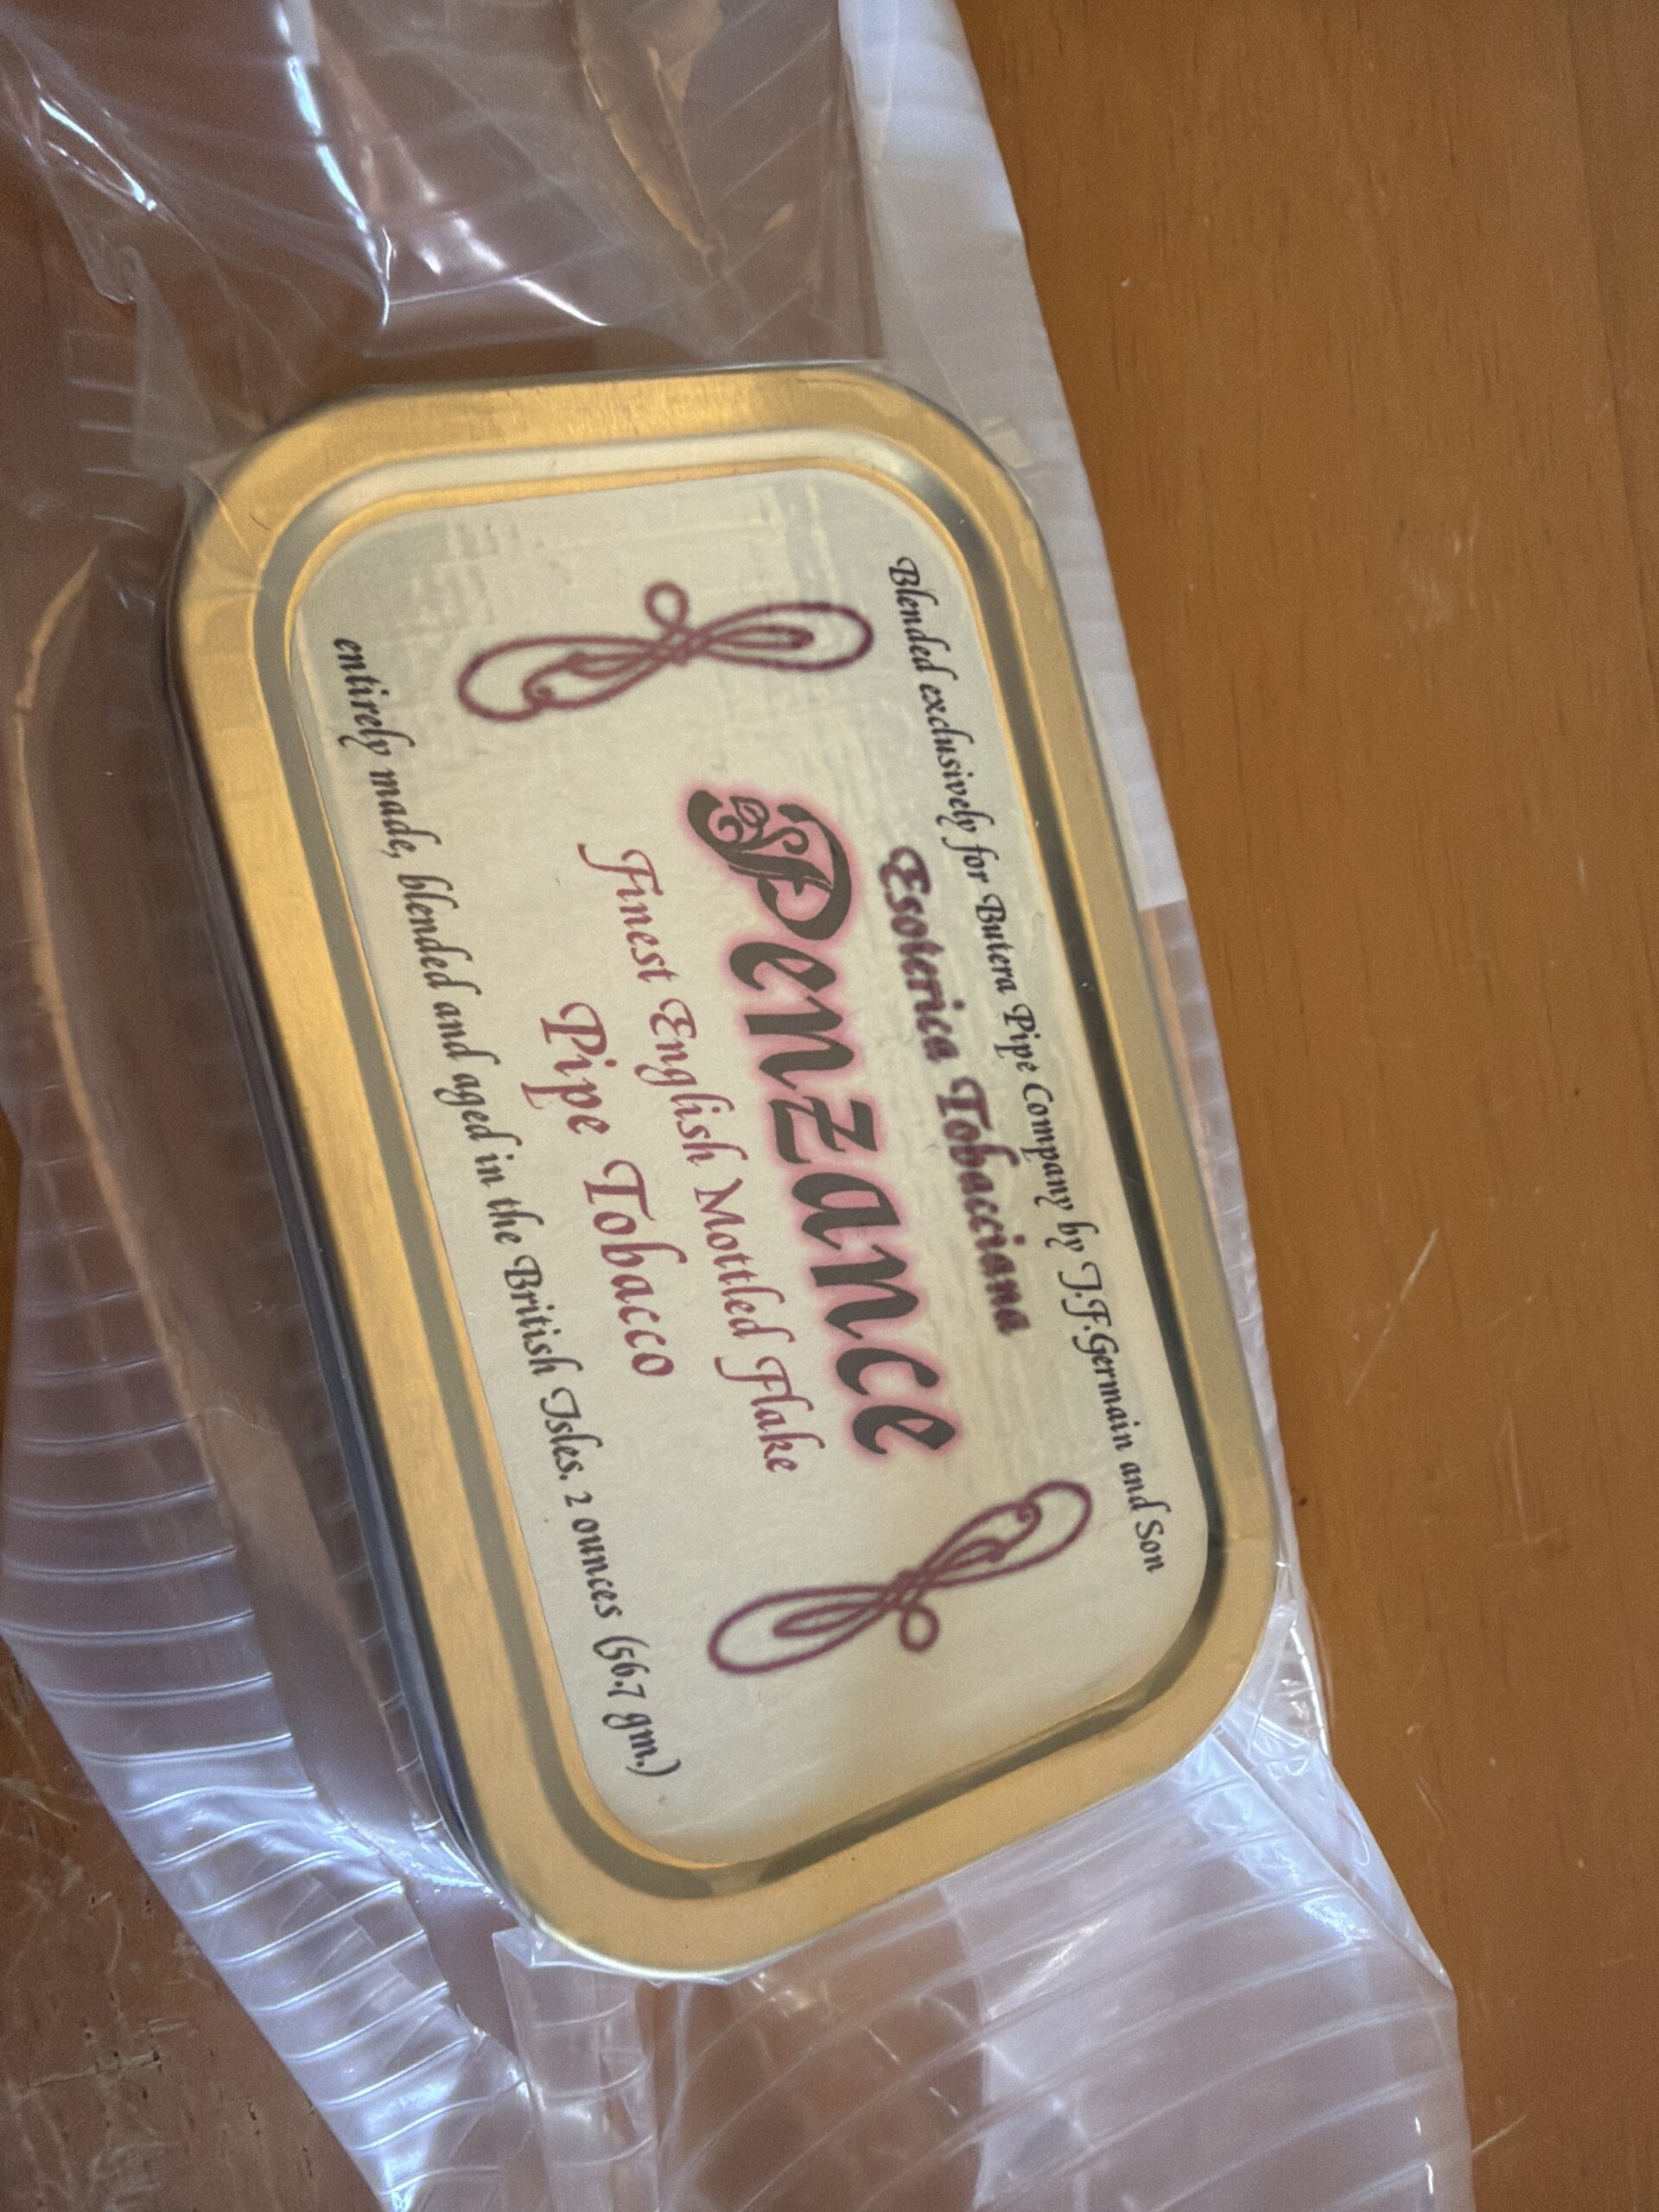 Blended exclusively for Butera Pipe Company by J.F.Germain and Son
Esoterica Tobacciana
Penzance
Finest English Mottled Flake
Pipe Tobacco
entirely made, blended and aged in the British Isles. 2 ounces (56.7 gm.)